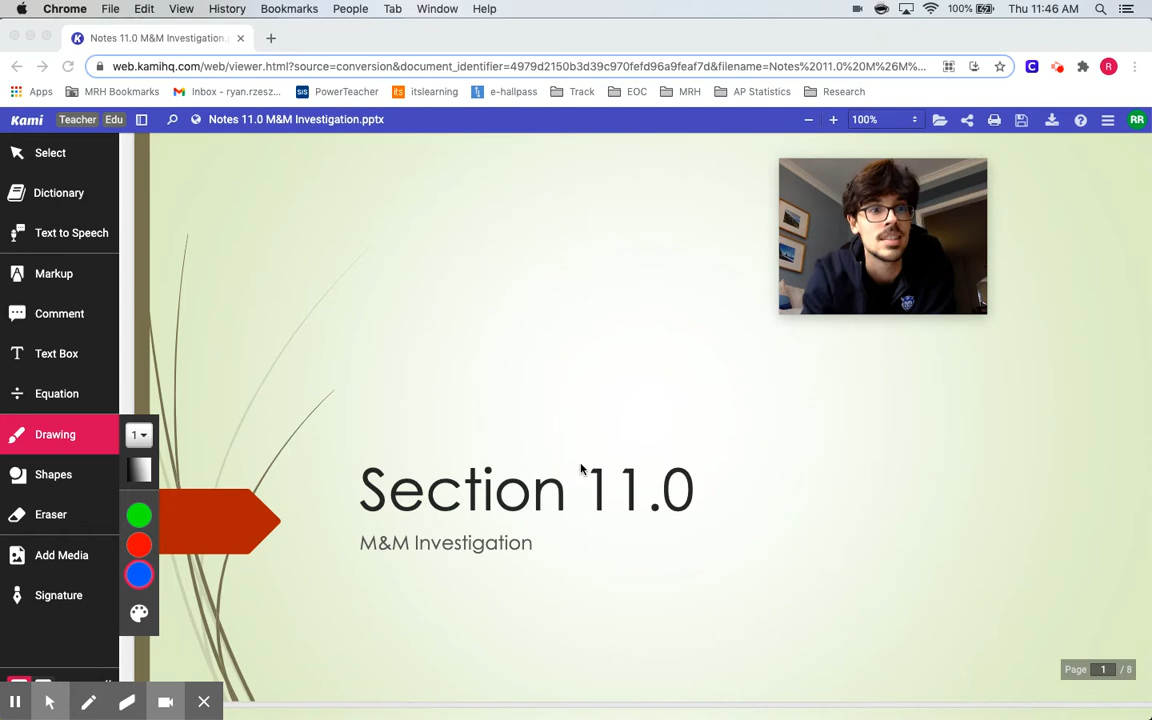 Chrome File Edit View History Bookmarks People Tab Window Help 100% Thu 11:46 AM
Notes 11.0 M&M Investigation.p
web.kamihq.com/web/viewer.html?source=conversion&document_identifier=4979d2150b3d39c970fefd96a9feaf7d&filename=Notes%2011.0%20M%26M%... R
Apps MRH Bookmarks Inbox - ryan.rzesz... SIS PowerTeacher its itslearning e-hallpass Track EOC MRH AP Statistics Research
Kami Teacher Edu Notes 11.0 M&M Investigation.pptx 100% RR
Select
Dictionary
Text to Speech
Markup
Comment
Text Box
Equation
Drawing 1
Shapes
Eraser
Add Media
Signature
Section 11.0
M&M Investigation
Page 1 / 8